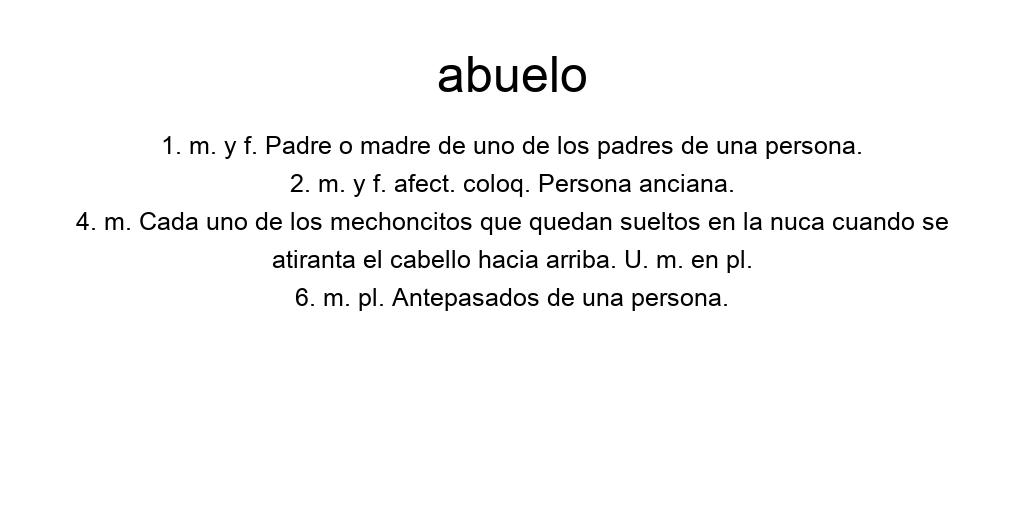 abuelo
1. m. y f. Padre o madre de uno de los padres de una persona.
2. m. y f. afect. coloq. Persona anciana.
4. m. Cada uno de los mechoncitos que quedan sueltos en la nuca cuando se
atiranta el cabello hacia arriba. U. m. en pl.
6. m. pl. Antepasados de una persona.